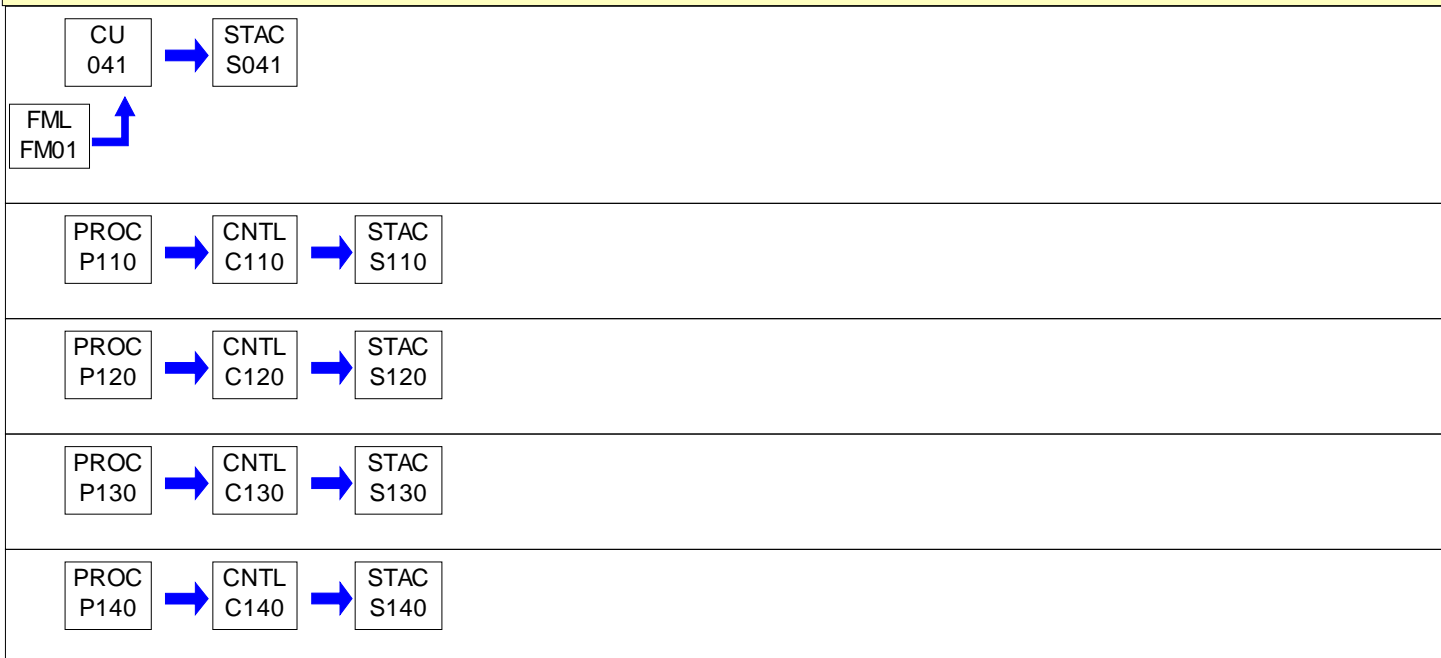 CU
041
STAC
S041
FML
FM01
PROC
P110
CNTL
C110
STAC
S110
PROC
P120
CNTL
C120
STAC
S120
PROC
P130
CNTL
C130
STAC
S130
PROC
P140
CNTL
C140
STAC
S140